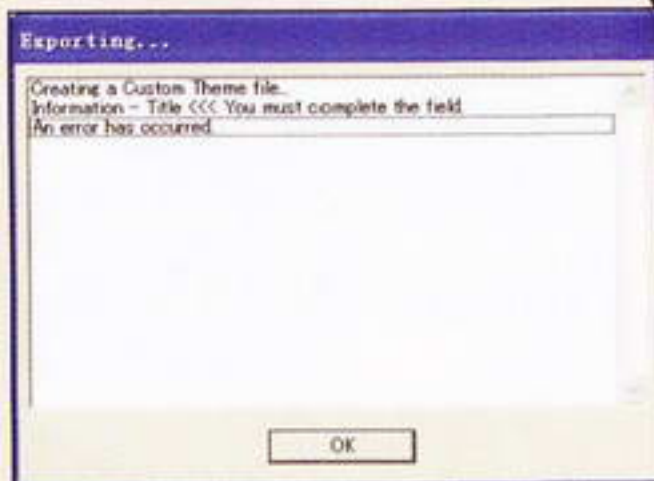 Exporting...
Creating a Custom Theme file..
Information - Title <<< You must complete the field.
An error has occurred.
OK